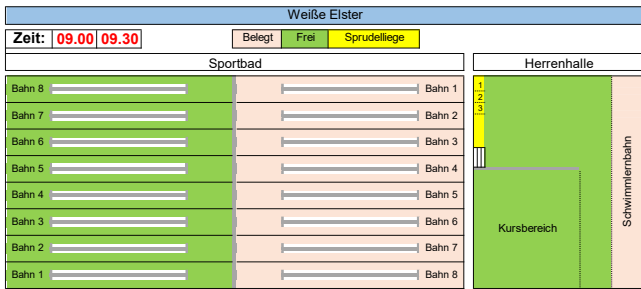 Weiße Elster
Zeit: 09.00 09.30 Belegt Frei Sprudelliege
Sportbad Herrenhalle
Bahn 8 Bahn 1
Bahn 7 Bahn 2
Bahn 6 Bahn 3
Bahn 5 Bahn 4
Bahn 4 Bahn 5
Bahn 3 Bahn 6
Bahn 2 Bahn 7
Bahn 1 Bahn 8
1
2
3
Kursbereich
Schwimmlernbahn